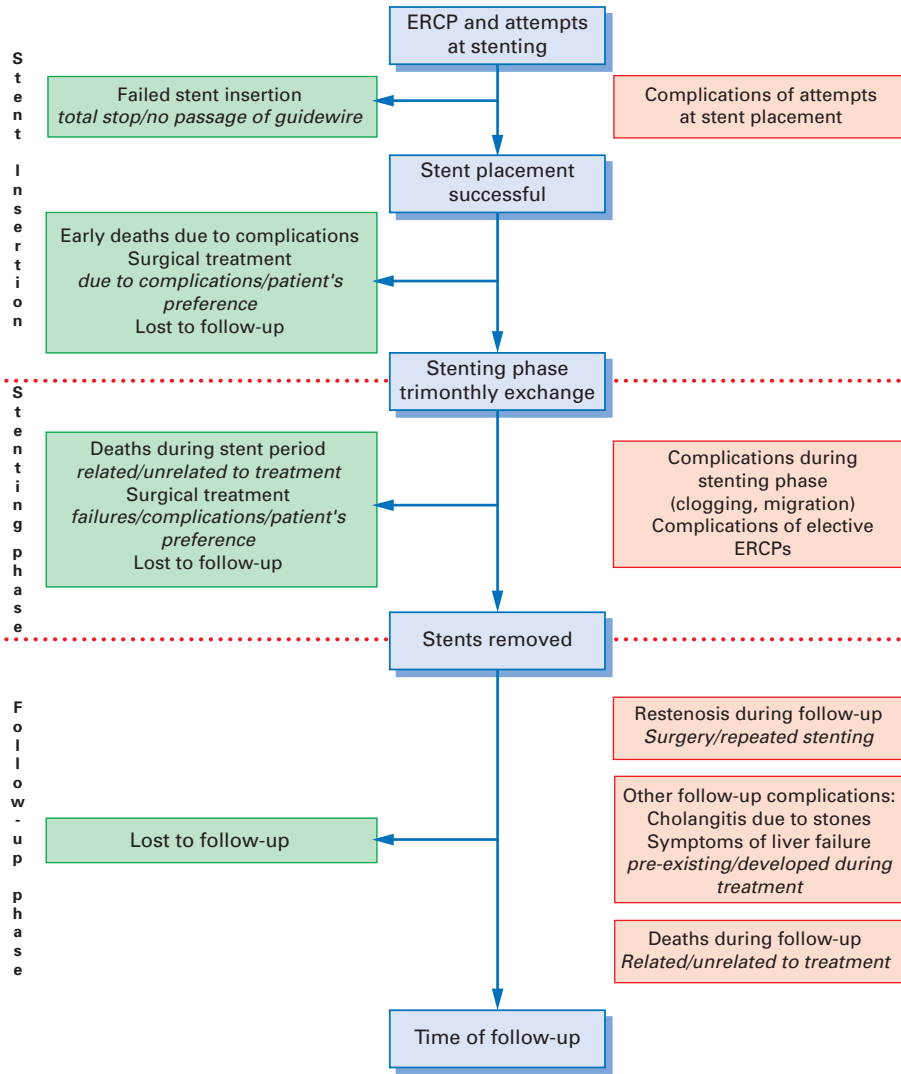 ERCP and attempts
at stenting
Stent Insertion
Failed stent insertion
total stop/no passage of guidewire
Complications of attempts
at stent placement
Stent placement
successful
Early deaths due to complications
Surgical treatment
due to complications/patient's
preference
Lost to follow-up
Stenting phase
trimonthly exchange
Stenting phase
Deaths during stent period
related/unrelated to treatment
Surgical treatment
failures/complications/patient's
preference
Lost to follow-up
Complications during
stenting phase
(clogging, migration)
Complications of elective
ERCPs
Stents removed
Follow-up phase
Restenosis during follow-up
Surgery/repeated stenting
Other follow-up complications:
Cholangitis due to stones
Symptoms of liver failure
pre-existing/developed during
treatment
Lost to follow-up
Deaths during follow-up
Related/unrelated to treatment
Time of follow-up